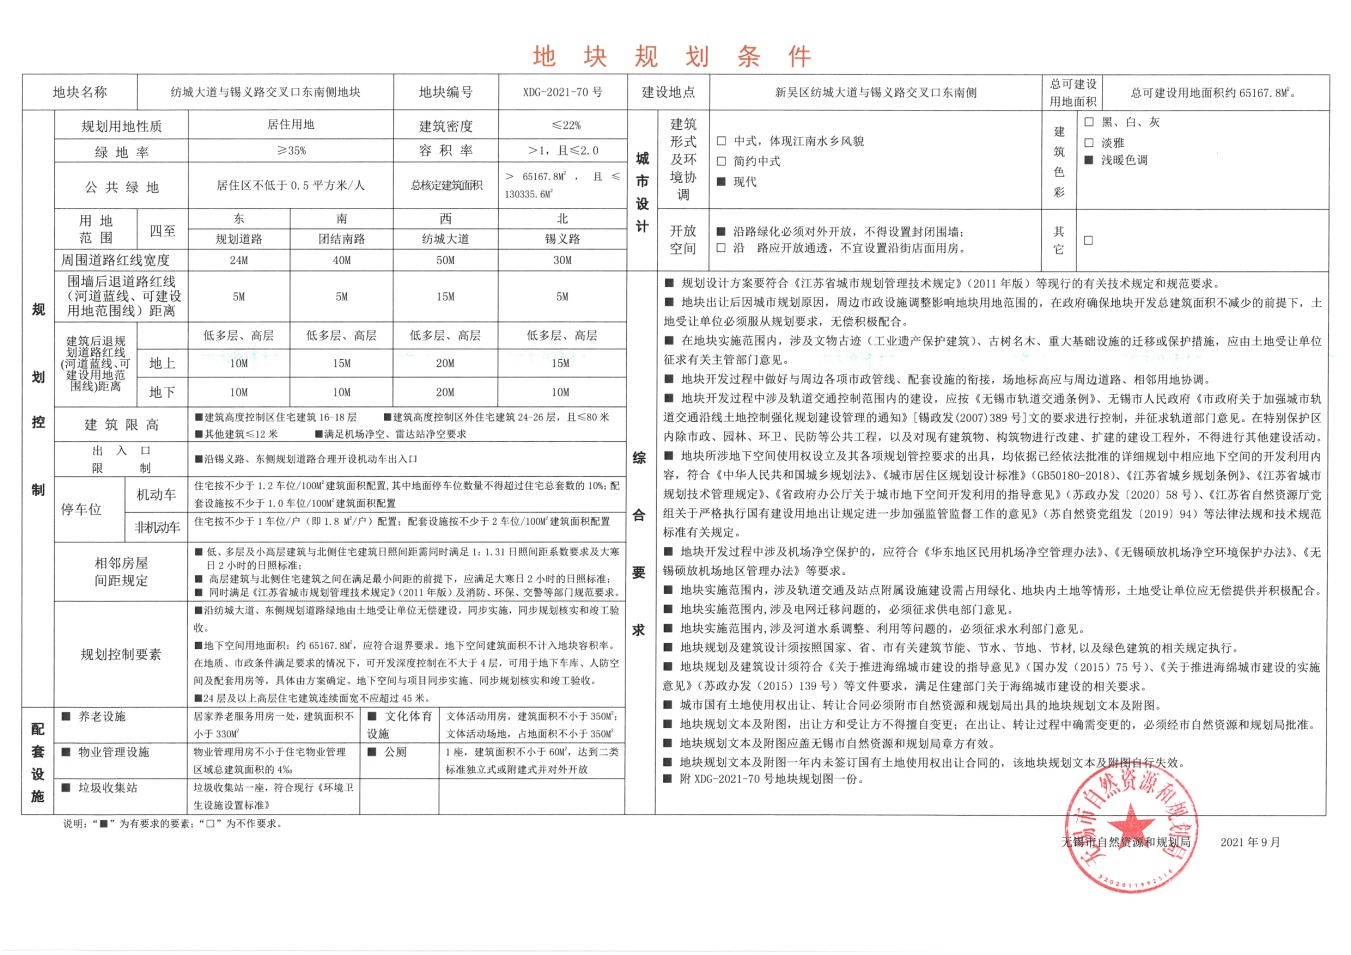 地块规划条件
地块名称 纺城大道与锡义路交叉口东南侧地块 地块编号 XDG-2021-70号 建设地点 新吴区纺城大道与锡义路交叉口东南侧 总可建设用地面积 总可建设用地面积约65167.8M²。
规划控制
规划用地性质 居住用地 建筑密度 ≤22%
绿地率 ≥35% 容积率 >1，且≤2.0
公共绿地 居住区不低于0.5平方米/人 总核定建筑面积 > 65167.8M²，且≤
130335.6M²
用地范围 四至 东 南 西 北
规划道路 团结南路 纺城大道 锡义路
周围道路红线宽度 24M 40M 50M 30M
围墙后退道路红线
（河道蓝线、可建设
用地范围线）距离 5M 5M 15M 5M
建筑后退规
划道路红线
(河道蓝线、可
建设用地范
围线)距离
低多层、高层 低多层、高层 低多层、高层 低多层、高层
地上 10M 15M 20M 15M
地下 10M 10M 20M 10M
建筑限高 ■建筑高度控制区住宅建筑16-18层 ■建筑高度控制区外住宅建筑24-26层，且≤80米
■其他建筑≤12米 ■满足机场净空、雷达站净空要求
出入口
限制 ■沿锡义路、东侧规划道路合理开设机动车出入口
停车位 机动车 住宅按不少于1.2车位/100M²建筑面积配置,其中地面停车位数量不得超过住宅总套数的10%;配
套设施按不少于1.0车位/100M²建筑面积配置
非机动车 住宅按不少于1车位/户（即1.8 M²/户）配置；配套设施按不少于2车位/100M²建筑面积配置
相邻房屋
间距规定
■ 低、多层及小高层建筑与北侧住宅建筑日照间距需同时满足1：1.31日照间距系数要求及大寒
日2小时的日照标准；
■ 高层建筑与北侧住宅建筑之间在满足最小间距的前提下，应满足大寒日2小时的日照标准；
■ 同时满足《江苏省城市规划管理技术规定》（2011年版）及消防、环保、交警等部门规范要求。
规划控制要素
■沿纺城大道、东侧规划道路绿地由土地受让单位无偿建设，同步实施，同步规划核实和竣工验
收。
■地下空间用地面积：约65167.8M²，应符合退界要求。地下空间建筑面积不计入地块容积率。
在地质、市政条件满足要求的情况下，可开发深度控制在不大于4层，可用于地下车库、人防空
间及配套用房等，具体由方案确定。地下空间与项目同步实施、同步规划核实和竣工验收。
■24层及以上高层住宅建筑连续面宽不应超过45米。
配套设施
■ 养老设施 居家养老服务用房一处，建筑面积不
小于330M²
■ 文化体育
设施 文体活动用房，建筑面积不小于350M²；
文体活动场地，占地面积不小于350M²
■ 物业管理设施 物业管理用房不小于住宅物业管理
区域总建筑面积的4‰
■ 公厕 1座，建筑面积不小于60M²，达到二类
标准独立式或附建式并对外开放
■ 垃圾收集站 垃圾收集站一座，符合现行《环境卫
生设施设置标准》
城市设计
建筑
形式
及环
境协
调
□ 中式，体现江南水乡风貌
□ 简约中式
■ 现代
建筑色彩
□ 黑、白、灰
□ 淡雅
■ 浅暖色调
开放
空间
■ 沿路绿化必须对外开放，不得设置封闭围墙；
□ 沿 路应开放通透，不宜设置沿街店面用房。
其它 □
综合要求
■ 规划设计方案要符合《江苏省城市规划管理技术规定》（2011年版）等现行的有关技术规定和规范要求。
■ 地块出让后因城市规划原因，周边市政设施调整影响地块用地范围的，在政府确保地块开发总建筑面积不减少的前提下，土
地受让单位必须服从规划要求，无偿积极配合。
■ 在地块实施范围内，涉及文物古迹（工业遗产保护建筑）、古树名木、重大基础设施的迁移或保护措施，应由土地受让单位
征求有关主管部门意见。
■ 地块开发过程中做好与周边各项市政管线、配套设施的衔接，场地标高应与周边道路、相邻用地协调。
■ 地块开发过程中涉及轨道交通控制范围内的建设，应按《无锡市轨道交通条例》、无锡市人民政府《市政府关于加强城市轨
道交通沿线土地控制强化规划建设管理的通知》[锡政发(2007)389号]文的要求进行控制，并征求轨道部门意见。在特别保护区
内除市政、园林、环卫、民防等公共工程，以及对现有建筑物、构筑物进行改建、扩建的建设工程外，不得进行其他建设活动。
■ 地块所涉地下空间使用权设立及其各项规划管控要求的出具，均依据已经依法批准的详细规划中相应地下空间的开发利用内
容，符合《中华人民共和国城乡规划法》、《城市居住区规划设计标准》（GB50180-2018）、《江苏省城乡规划条例》、《江苏省城市
规划技术管理规定》、《省政府办公厅关于城市地下空间开发利用的指导意见》（苏政办发〔2020〕58号）、《江苏省自然资源厅党
组关于严格执行国有建设用地出让规定进一步加强监管监督工作的意见》（苏自然资党组发〔2019〕94）等法律法规和技术规范
标准有关规定。
■ 地块开发过程中涉及机场净空保护的，应符合《华东地区民用机场净空管理办法》、《无锡硕放机场净空环境保护办法》、《无
锡硕放机场地区管理办法》等要求。
■ 地块实施范围内，涉及轨道交通及站点附属设施建设需占用绿化、地块内土地等情形，土地受让单位应无偿提供并积极配合。
■ 地块实施范围内,涉及电网迁移问题的，必须征求供电部门意见。
■ 地块实施范围内,涉及河道水系调整、利用等问题的，必须征求水利部门意见。
■ 地块规划及建筑设计须按照国家、省、市有关建筑节能、节水、节地、节材,以及绿色建筑的相关规定执行。
■ 地块规划及建筑设计须符合《关于推进海绵城市建设的指导意见》（国办发（2015）75号）、《关于推进海绵城市建设的实施
意见》（苏政办发（2015）139号）等文件要求，满足住建部门关于海绵城市建设的相关要求。
■ 城市国有土地使用权出让、转让合同必须附市自然资源和规划局出具的地块规划文本及附图。
■ 地块规划文本及附图，出让方和受让方不得擅自变更；在出让、转让过程中确需变更的，必须经市自然资源和规划局批准。
■ 地块规划文本及附图应盖无锡市自然资源和规划局章方有效。
■ 地块规划文本及附图一年内未签订国有土地使用权出让合同的，该地块规划文本及附图自行失效。
■ 附XDG-2021-70号地块规划图一份。
说明：“■”为有要求的要素；“□”为不作要求。
无锡市自然资源和规划局
无锡市自然资源和规划局 2021年9月